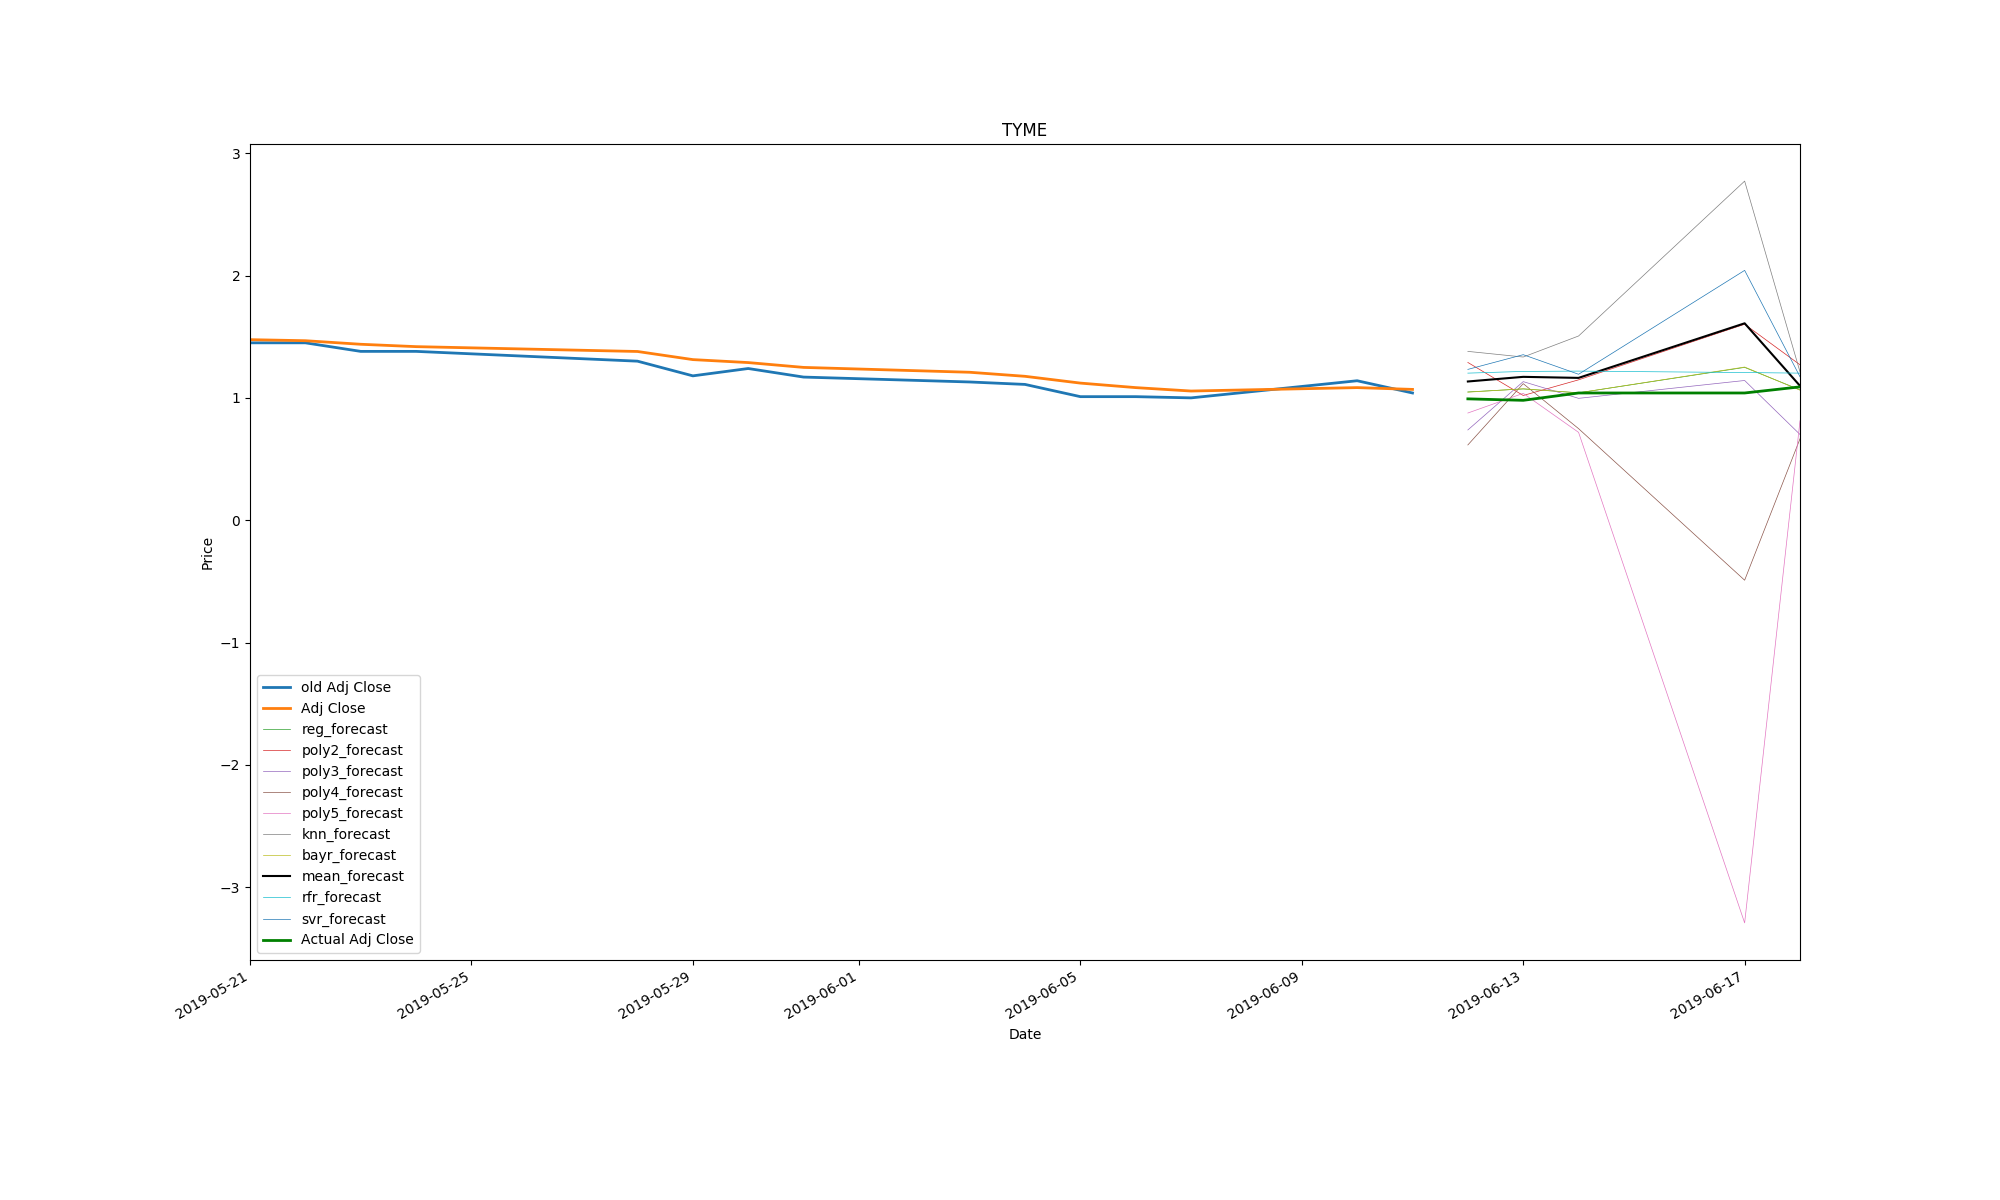 TYME
3
2
1
0
−1
−2
−3
Price
old Adj Close
Adj Close
reg_forecast
poly2_forecast
poly3_forecast
poly4_forecast
poly5_forecast
knn_forecast
bayr_forecast
mean_forecast
rfr_forecast
svr_forecast
Actual Adj Close
2019-05-21
2019-05-25
2019-05-29
2019-06-01
2019-06-05
2019-06-09
2019-06-13
2019-06-17
Date